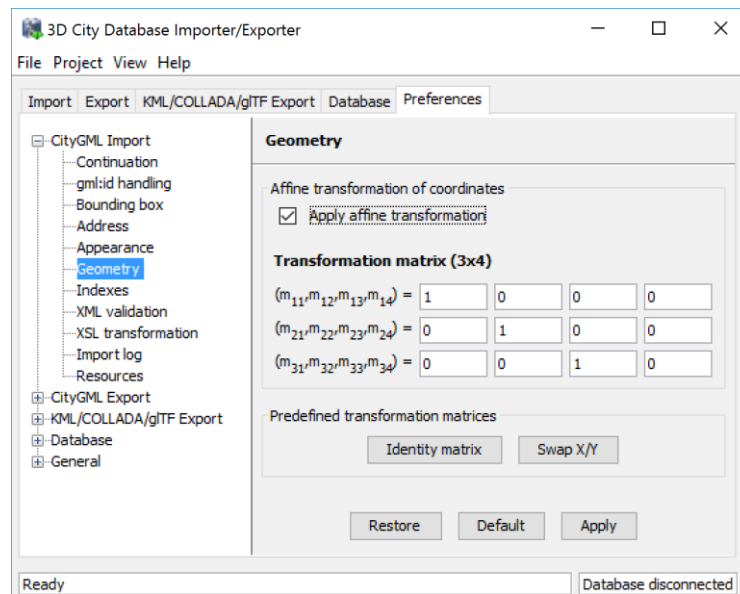 3D City Database Importer/Exporter
File Project View Help
Import Export KML/COLLADA/glTF Export Database Preferences
CityGML Import
Continuation
gml:id handling
Bounding box
Address
Appearance
Geometry
Indexes
XML validation
XSL transformation
Import log
Resources
CityGML Export
KML/COLLADA/glTF Export
Database
General
Geometry
Affine transformation of coordinates
Apply affine transformation
Transformation matrix (3x4)
(m11,m12,m13,m14) = 1 0 0 0
(m21,m22,m23,m24) = 0 1 0 0
(m31,m32,m33,m34) = 0 0 1 0
Predefined transformation matrices
Identity matrix Swap X/Y
Restore Default Apply
Ready Database disconnected